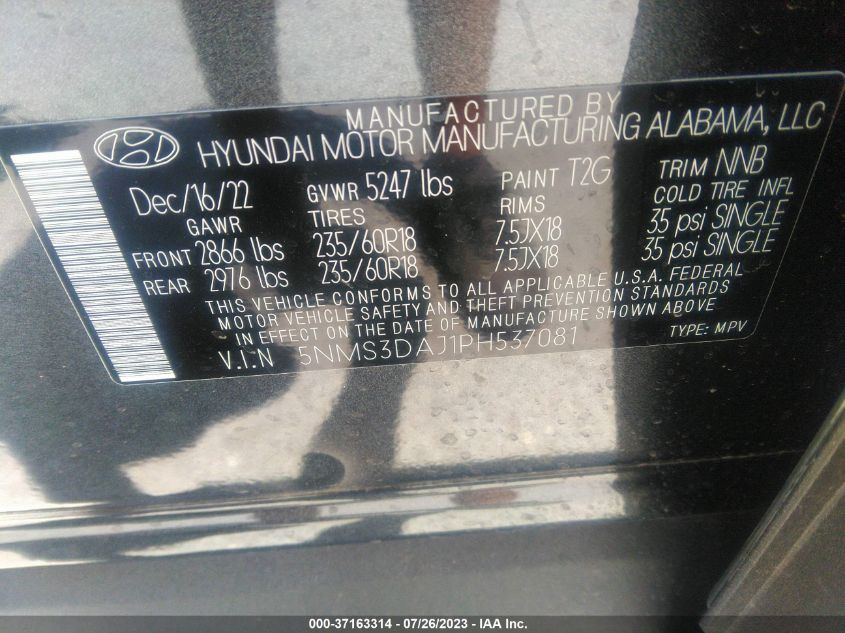 MANUFACTURED BY
HYUNDAI MOTOR MANUFACTURING ALABAMA, LLC
Dec/16/22 GVWR 5247 lbs PAINT T2G TRIM NNB
GAWR TIRES RIMS COLD TIRE INFL
FRONT 2866 lbs 235/60R18 7.5JX18 35 psi SINGLE
REAR 2976 lbs 235/60R18 7.5JX18 35 psi SINGLE
THIS VEHICLE CONFORMS TO ALL APPLICABLE U.S.A. FEDERAL
MOTOR VEHICLE SAFETY AND THEFT PREVENTION STANDARDS
IN EFFECT ON THE DATE OF MANUFACTURE SHOWN ABOVE
V.I.N 5NMS3DAJ1PH537081 TYPE: MPV
000-37163314 - 07/26/2023 - IAA Inc.